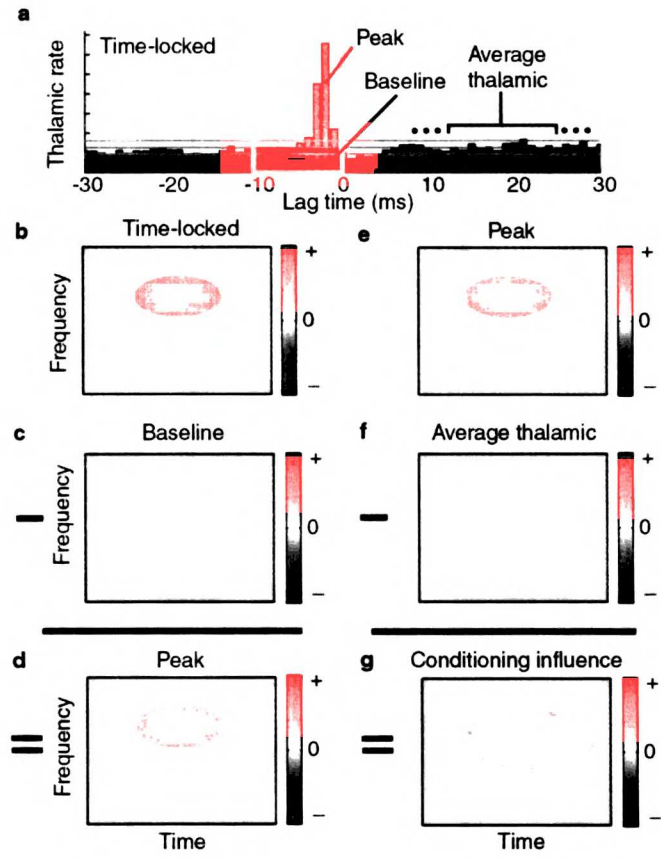 a
Time-locked
Peak
Baseline
Average
thalamic
Thalamic rate
-30 -20 -10 0 10 20 30
Lag time (ms)
b Time-locked
Frequency
+
0
−
e Peak
+
0
−
c Baseline
Frequency
+
0
−
f Average thalamic
+
0
−
d Peak
Frequency
+
0
−
Time
g Conditioning influence
+
0
−
Time